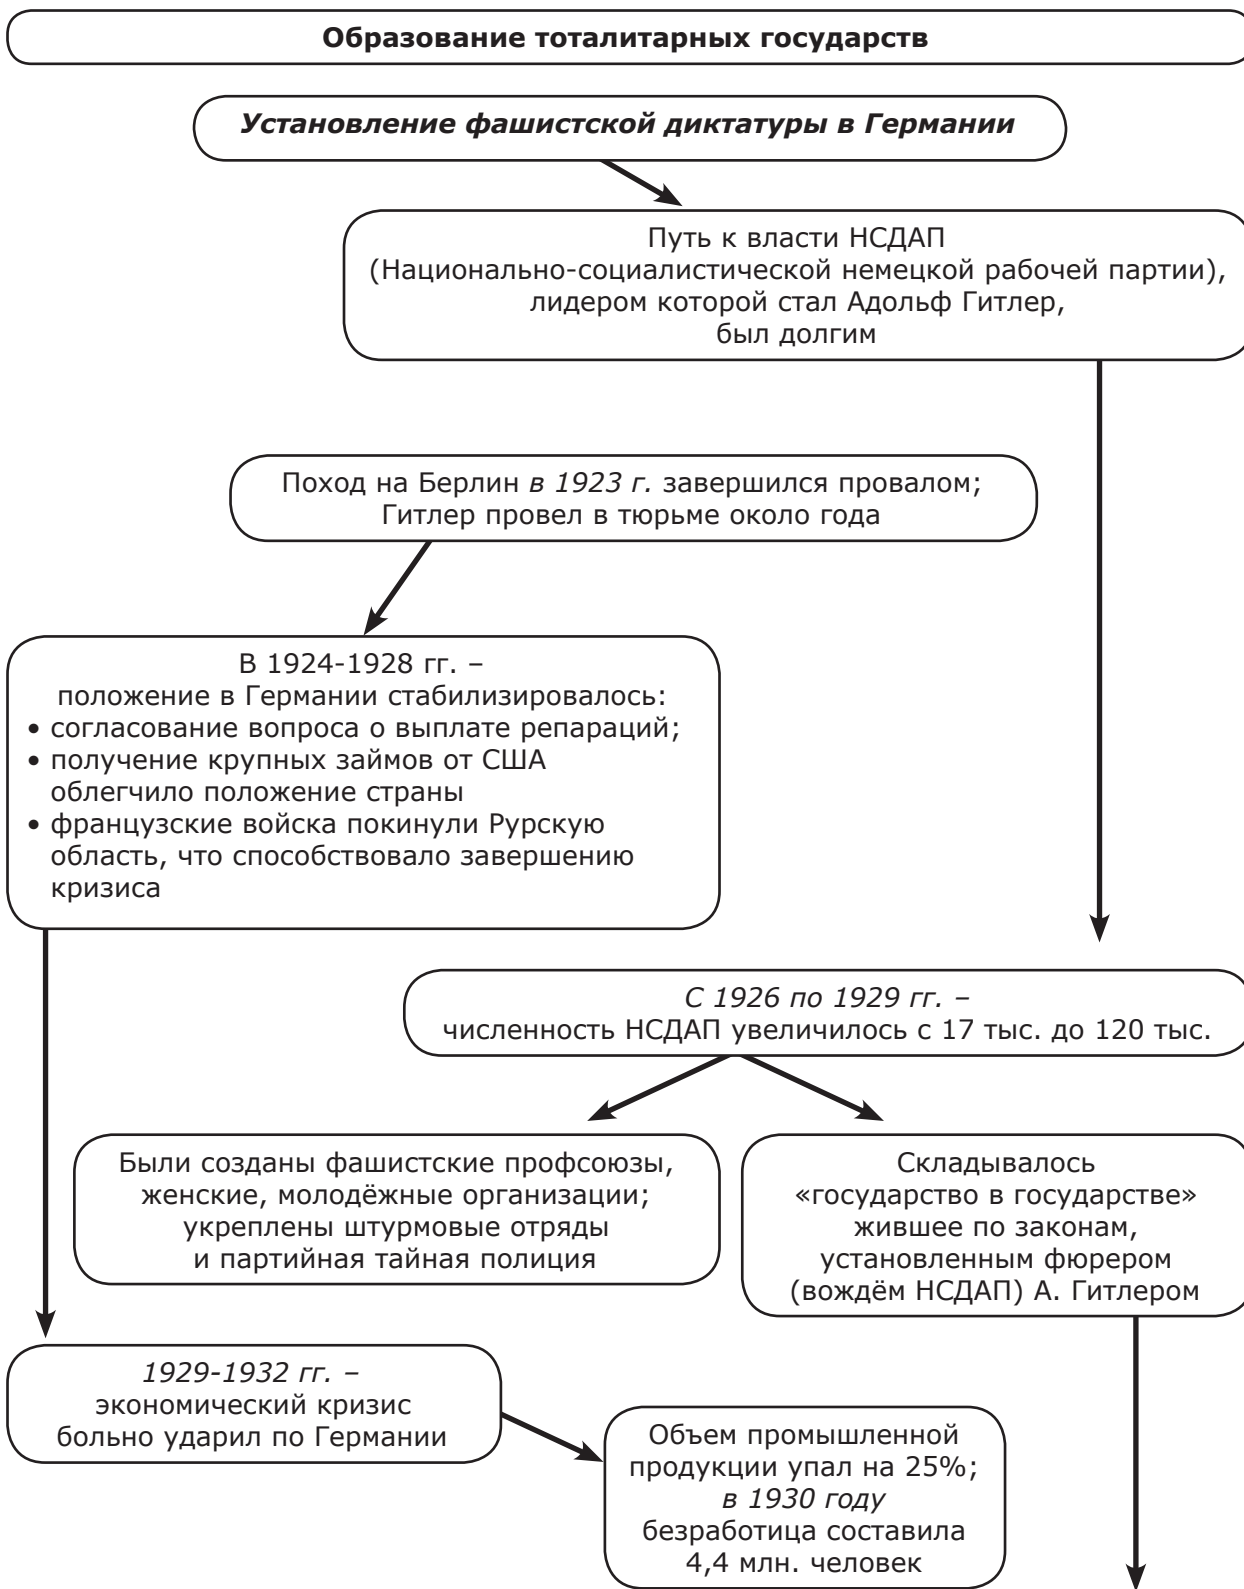 Образование тоталитарных государств
Установление фашистской диктатуры в Германии
Путь к власти НСДАП
(Национально-социалистической немецкой рабочей партии),
лидером которой стал Адольф Гитлер,
был долгим
Поход на Берлин в 1923 г. завершился провалом;
Гитлер провел в тюрьме около года
В 1924-1928 гг. –
положение в Германии стабилизировалось:
• согласование вопроса о выплате репараций;
• получение крупных займов от США
облегчило положение страны
• французские войска покинули Рурскую
область, что способствовало завершению
кризиса
С 1926 по 1929 гг. –
численность НСДАП увеличилось с 17 тыс. до 120 тыс.
Были созданы фашистские профсоюзы,
женские, молодёжные организации;
укреплены штурмовые отряды
и партийная тайная полиция
Складывалось
«государство в государстве»
жившее по законам,
установленным фюрером
(вождём НСДАП) А. Гитлером
1929-1932 гг. –
экономический кризис
больно ударил по Германии
Объем промышленной
продукции упал на 25%;
в 1930 году
безработица составила
4,4 млн. человек